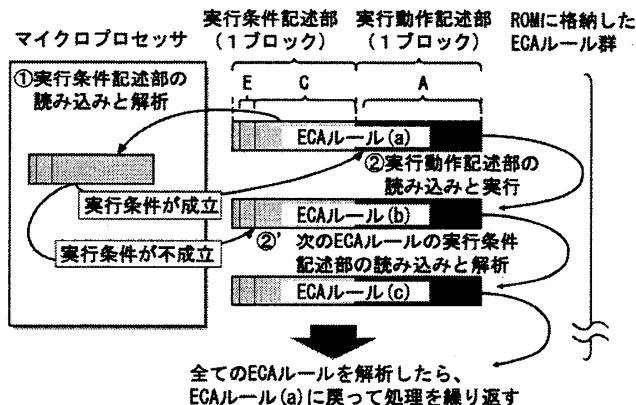 マイクロプロセッサ
実行条件記述部
(1ブロック)
実行動作記述部
(1ブロック)
ROMに格納した
ECAルール群
①実行条件記述部の
読み込みと解析
E
C
A
ECAルール(a)
②実行動作記述部の
読み込みと実行
実行条件が成立
ECAルール(b)
実行条件が不成立
②' 次のECAルールの実行条件
記述部の読み込みと解析
ECAルール(c)
全てのECAルールを解析したら、
ECAルール(a)に戻って処理を繰り返す